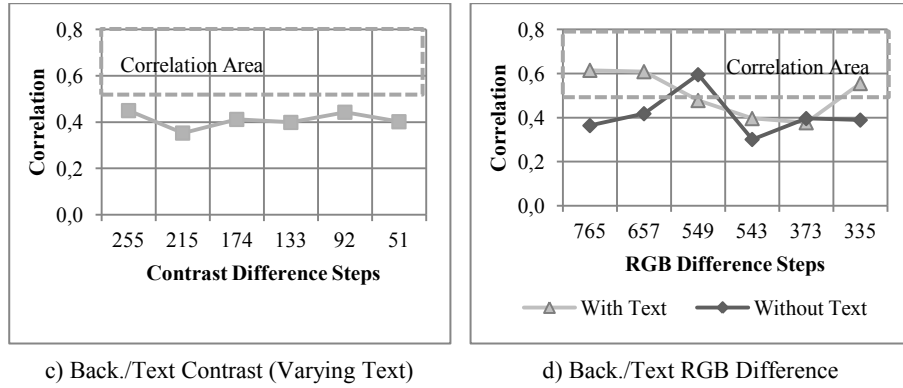 0,8
0,6
0,4
0,2
0,0
Correlation
Correlation Area
255 215 174 133 92 51
Contrast Difference Steps
c) Back./Text Contrast (Varying Text)
0,8
0,6
0,4
0,2
0,0
Correlation
Correlation Area
765 657 549 543 373 335
RGB Difference Steps
With Text Without Text
d) Back./Text RGB Difference